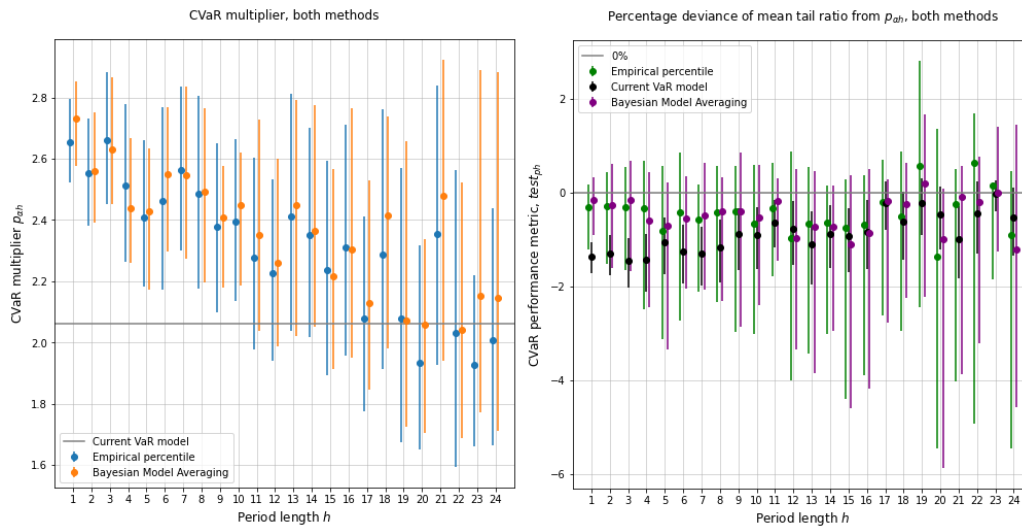 CVaR multiplier, both methods
2.8
2.6
2.4
2.2
2.0
1.8
1.6
CVaR multiplier p_ah
Current VaR model
Empirical percentile
Bayesian Model Averaging
1 2 3 4 5 6 7 8 9 10 11 12 13 14 15 16 17 18 19 20 21 22 23 24
Period length h
Percentage deviance of mean tail ratio from p_ah, both methods
2
0
−2
−4
−6
CVaR performance metric, test_ph
0%
Empirical percentile
Current VaR model
Bayesian Model Averaging
1 2 3 4 5 6 7 8 9 10 11 12 13 14 15 16 17 18 19 20 21 22 23 24
Period length h